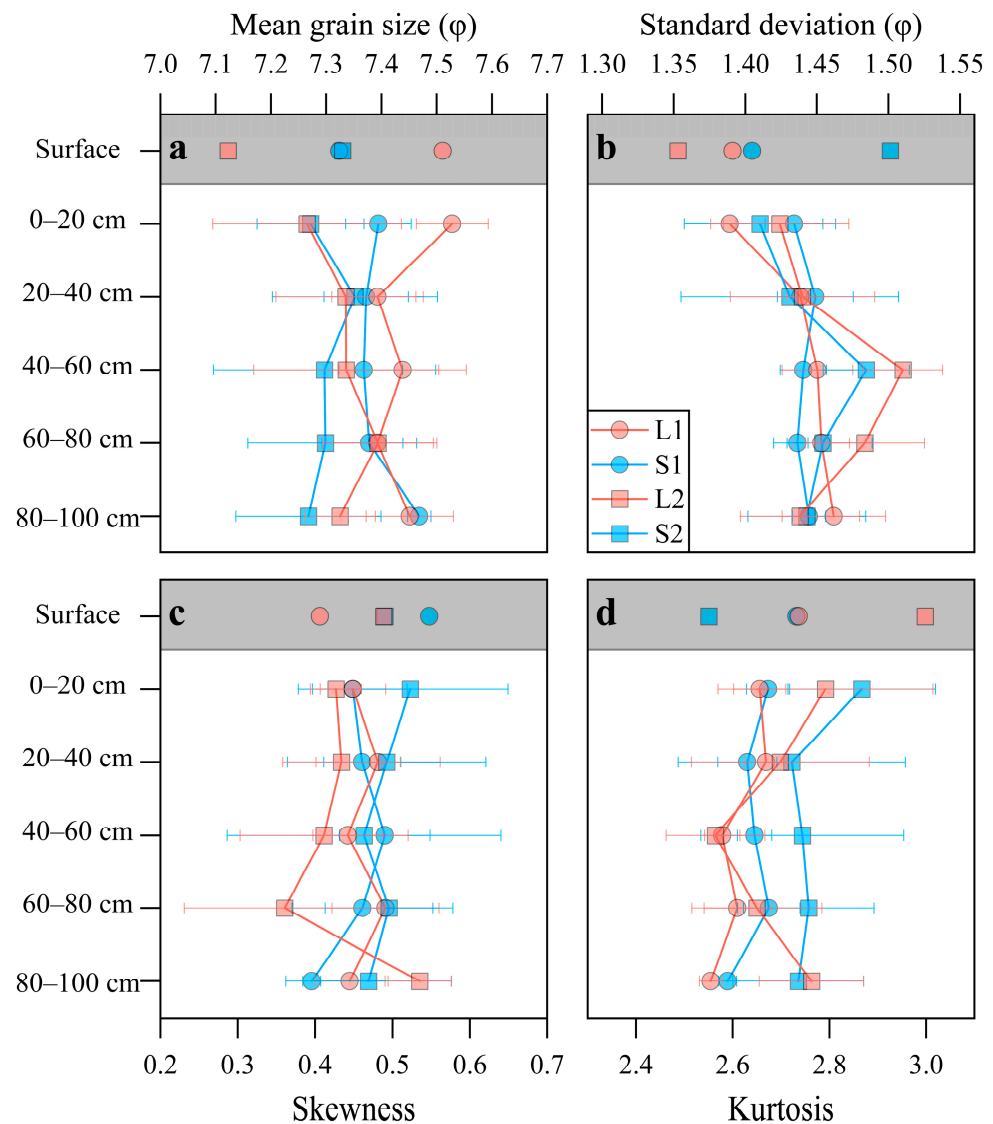 Mean grain size (φ)
Standard deviation (φ)
7.0 7.1 7.2 7.3 7.4 7.5 7.6 7.7
1.30 1.35 1.40 1.45 1.50 1.55
Surface
a
b
0–20 cm
20–40 cm
40–60 cm
60–80 cm
80–100 cm
L1
S1
L2
S2
Surface
c
d
0–20 cm
20–40 cm
40–60 cm
60–80 cm
80–100 cm
0.2 0.3 0.4 0.5 0.6 0.7
2.4 2.6 2.8 3.0
Skewness
Kurtosis